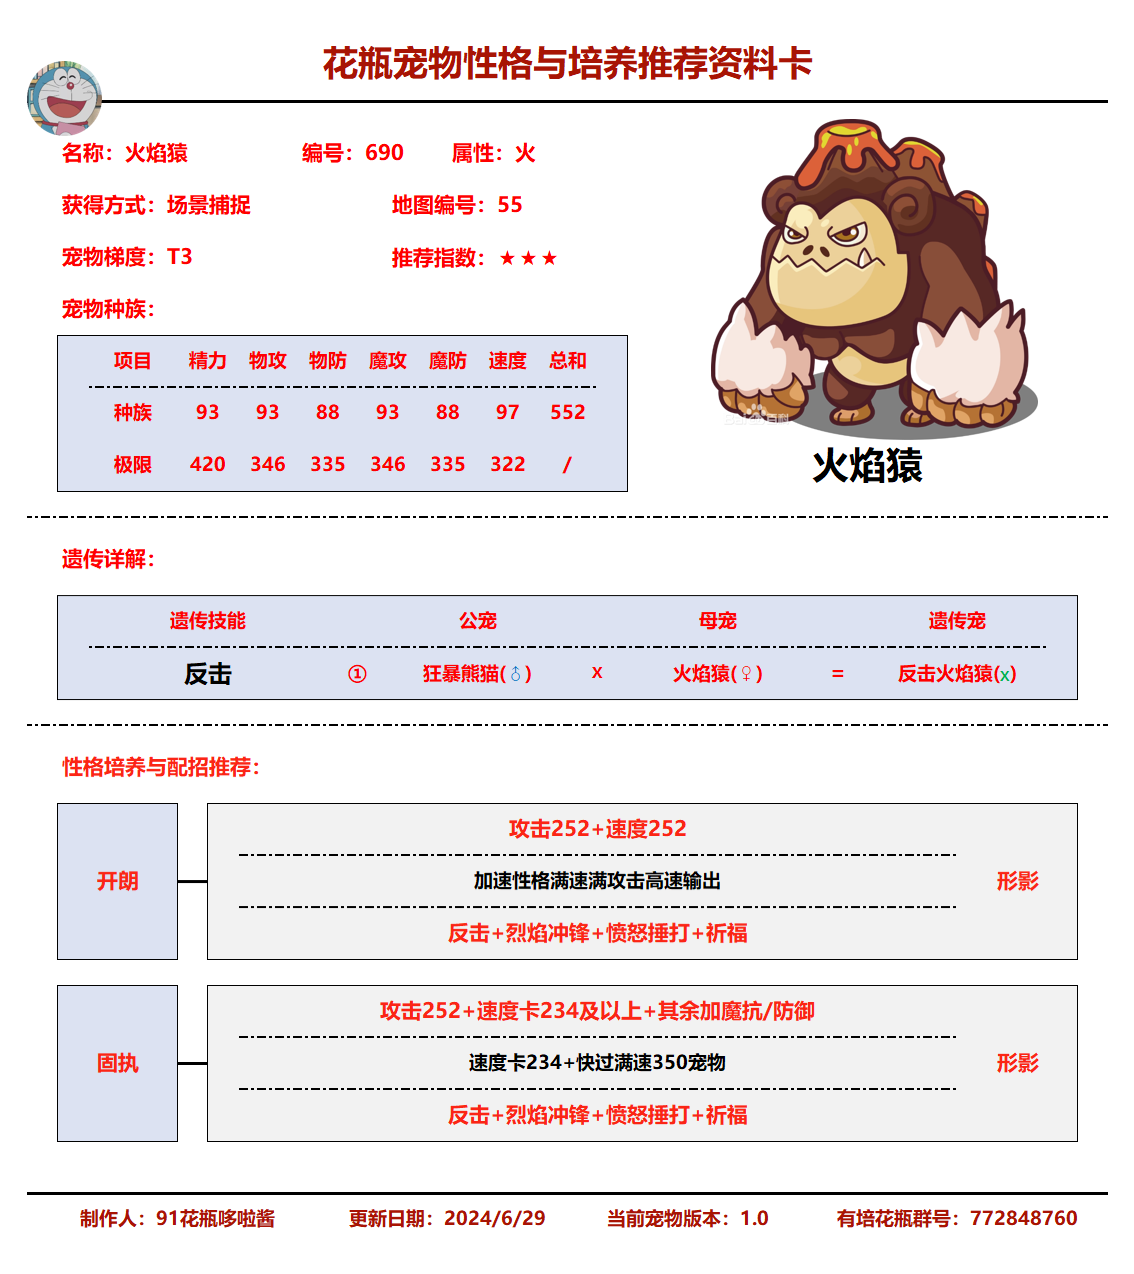 花瓶宠物性格与培养推荐资料卡
名称：火焰猿 编号：690 属性：火
获得方式：场景捕捉 地图编号：55
宠物梯度：T3 推荐指数：★★★
宠物种族：
项目 精力 物攻 物防 魔攻 魔防 速度 总和
种族 93 93 88 93 88 97 552
极限 420 346 335 346 335 322 /
火焰猿
遗传详解：
遗传技能 公宠 母宠 遗传宠
反击 ① 狂暴熊猫(♂) X 火焰猿(♀) = 反击火焰猿(x)
性格培养与配招推荐：
攻击252+速度252
开朗 加速性格满速满攻击高速输出 形影
反击+烈焰冲锋+愤怒捶打+祈福
攻击252+速度卡234及以上+其余加魔抗/防御
固执 速度卡234+快过满速350宠物 形影
反击+烈焰冲锋+愤怒捶打+祈福
制作人：91花瓶哆啦酱 更新日期：2024/6/29 当前宠物版本：1.0 有培花瓶群号：772848760